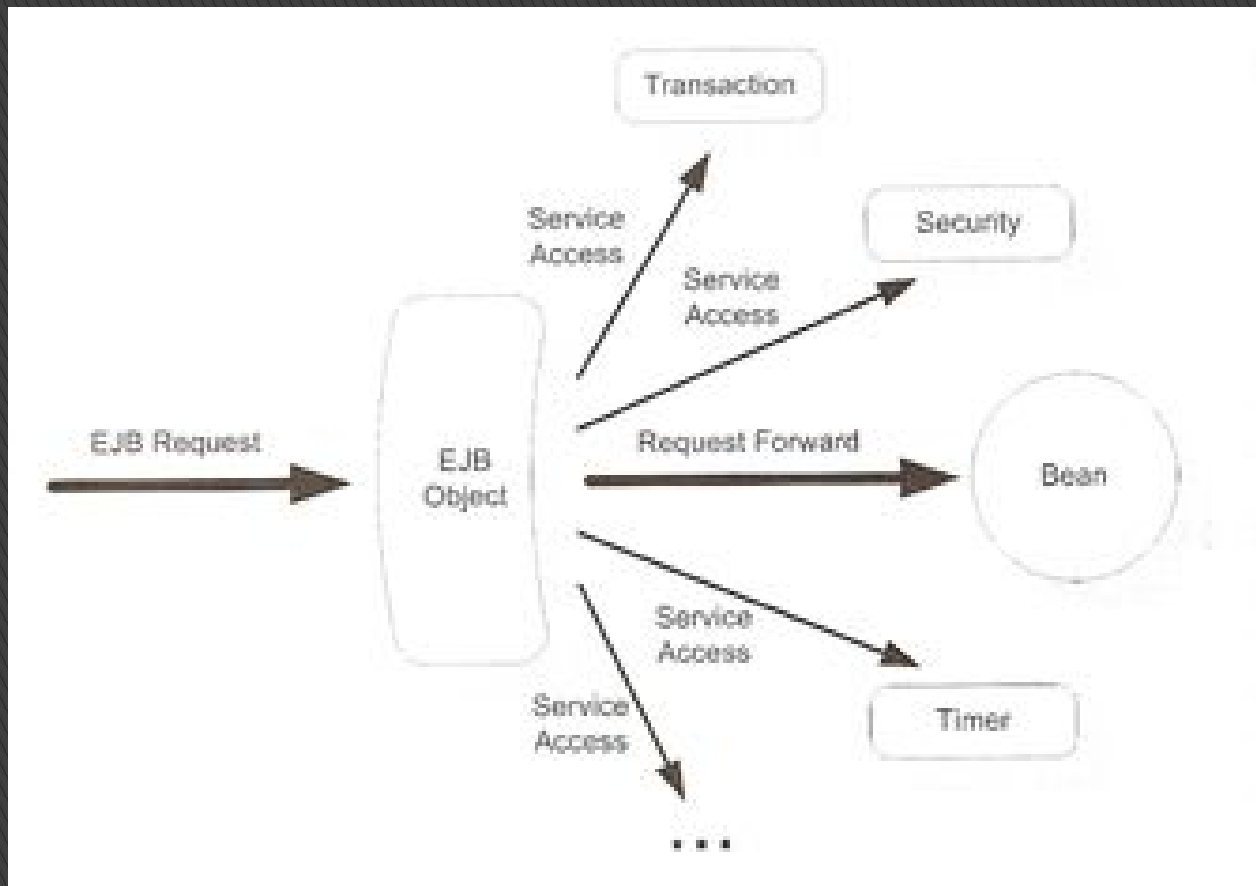 Transaction
Service
Access
Security
Service
Access
EJB Request
EJB
Object
Request Forward
Bean
Service
Access
Timer
Service
Access
...